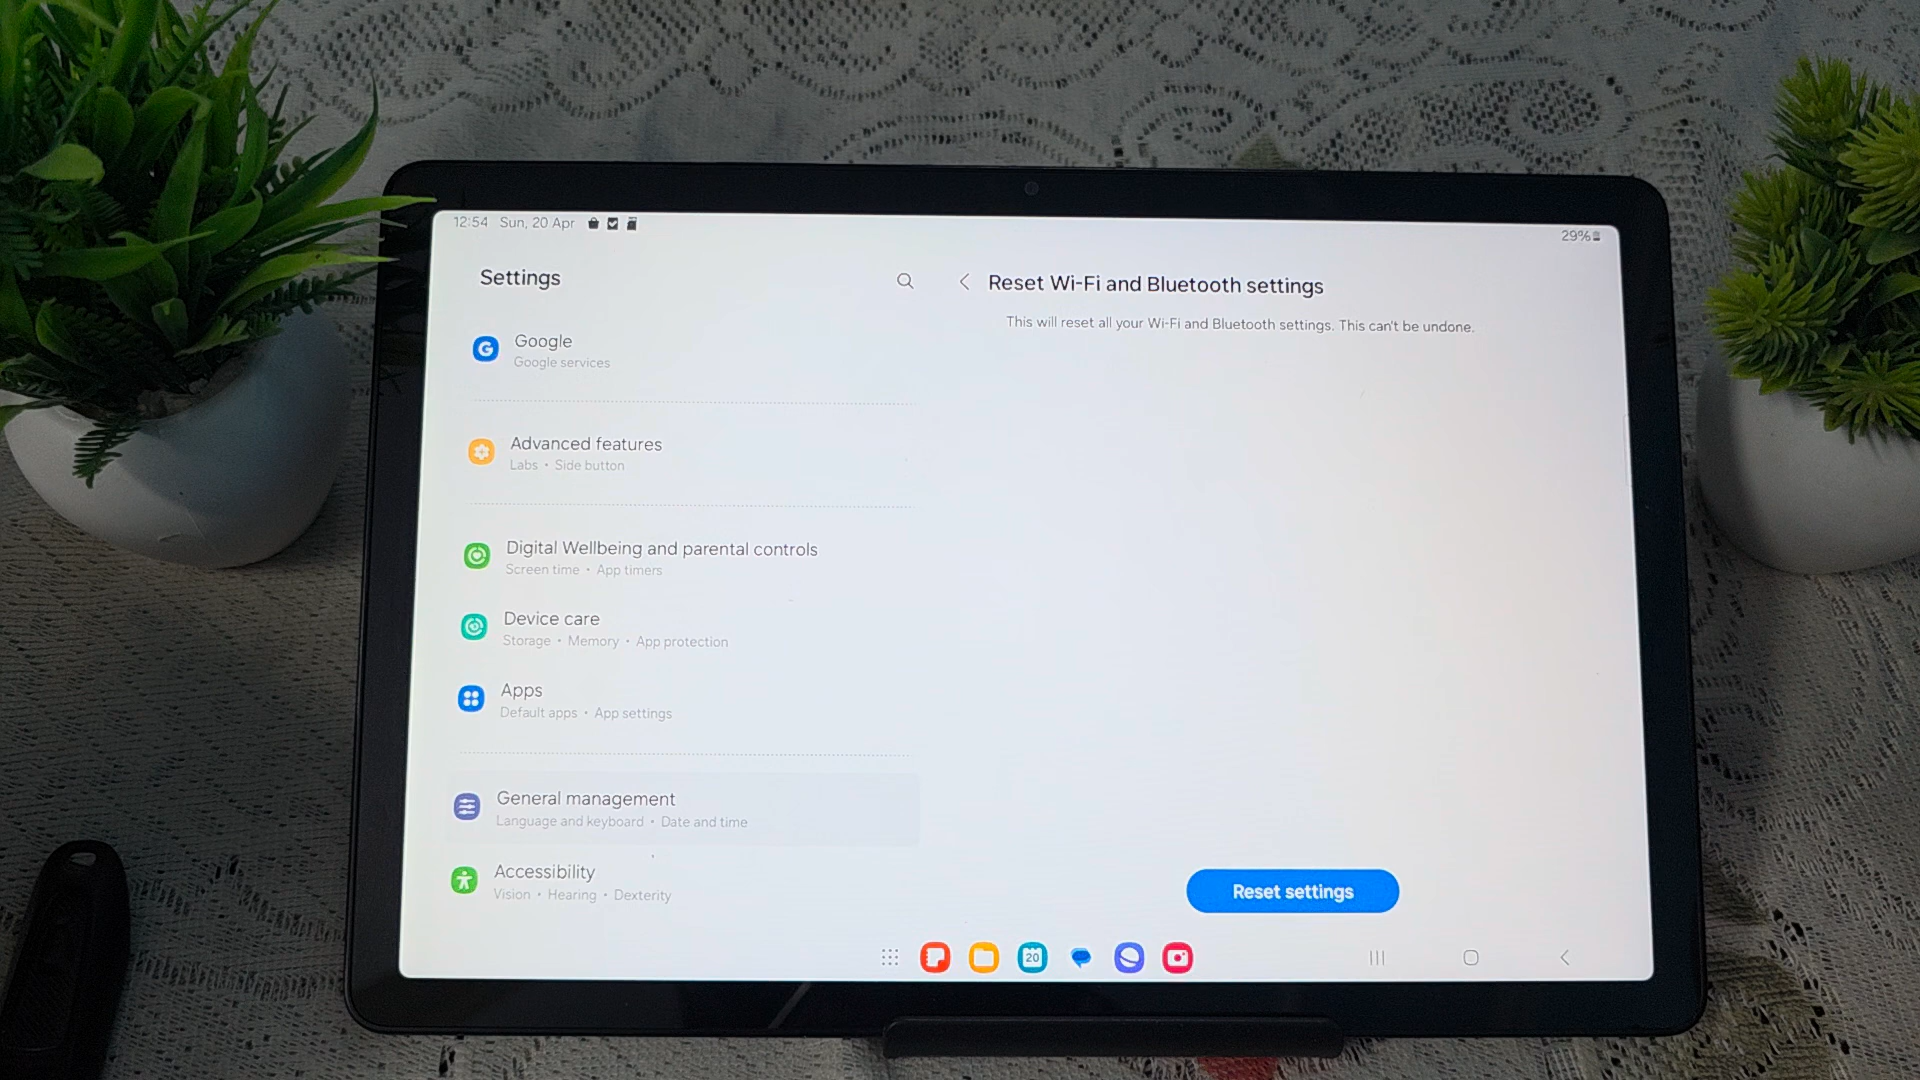 12:54 Sun, 20 Apr
29%
Settings
Google
Google services
Advanced features
Labs • Side button
Digital Wellbeing and parental controls
Screen time • App timers
Device care
Storage • Memory • App protection
Apps
Default apps • App settings
General management
Language and keyboard • Date and time
Accessibility
Vision • Hearing • Dexterity
Reset Wi-Fi and Bluetooth settings
This will reset all your Wi-Fi and Bluetooth settings. This can't be undone.
Reset settings
20